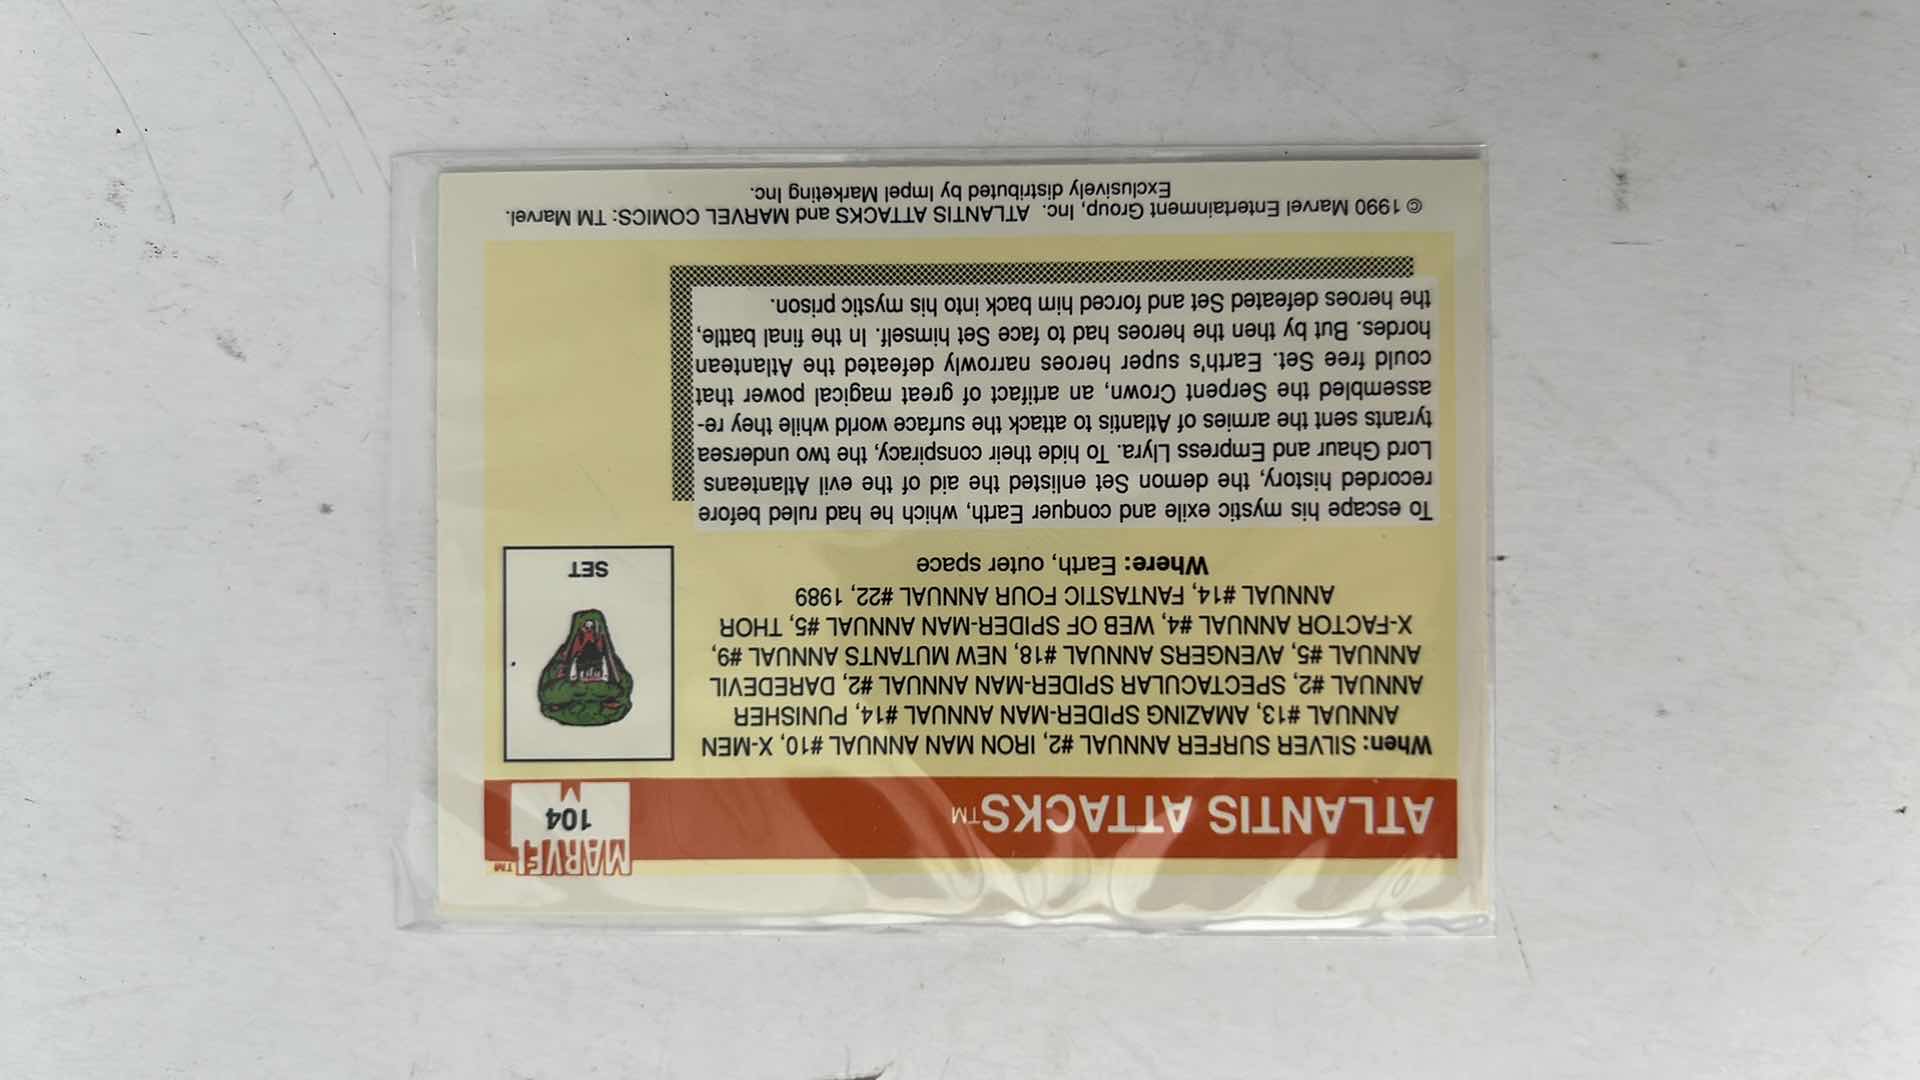 MARVEL™
104
ATLANTIS ATTACKS™
When: SILVER SURFER ANNUAL #2, IRON MAN ANNUAL #10, X-MEN
ANNUAL #13, AMAZING SPIDER-MAN ANNUAL #14, PUNISHER
ANNUAL #2, SPECTACULAR SPIDER-MAN ANNUAL #2, DAREDEVIL
ANNUAL #5, AVENGERS ANNUAL #18, NEW MUTANTS ANNUAL #9,
X-FACTOR ANNUAL #4, WEB OF SPIDER-MAN ANNUAL #5, THOR
ANNUAL #14, FANTASTIC FOUR ANNUAL #22, 1989
Where: Earth, outer space
SET
To escape his mystic exile and conquer Earth, which he had ruled before
recorded history, the demon Set enlisted the aid of the evil Atlanteans
Lord Ghaur and Empress Llyra. To hide their conspiracy, the two undersea
tyrants sent the armies of Atlantis to attack the surface world while they re-
assembled the Serpent Crown, an artifact of great magical power that
could free Set. Earth's super heroes narrowly defeated the Atlantean
hordes. But by then the heroes had to face Set himself. In the final battle,
the heroes defeated Set and forced him back into his mystic prison.
© 1990 Marvel Entertainment Group, Inc. ATLANTIS ATTACKS and MARVEL COMICS: TM Marvel.
Exclusively distributed by Impel Marketing Inc.